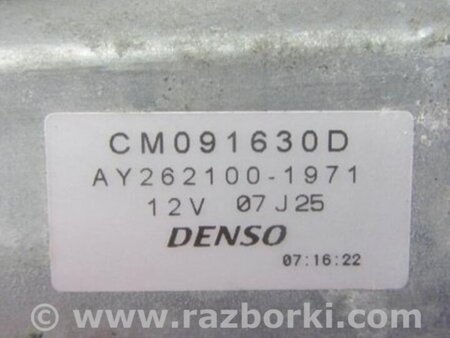 CM091630D
AY262100-1971
12V 07J25
DENSO
07:16:22
© www.razborki.com